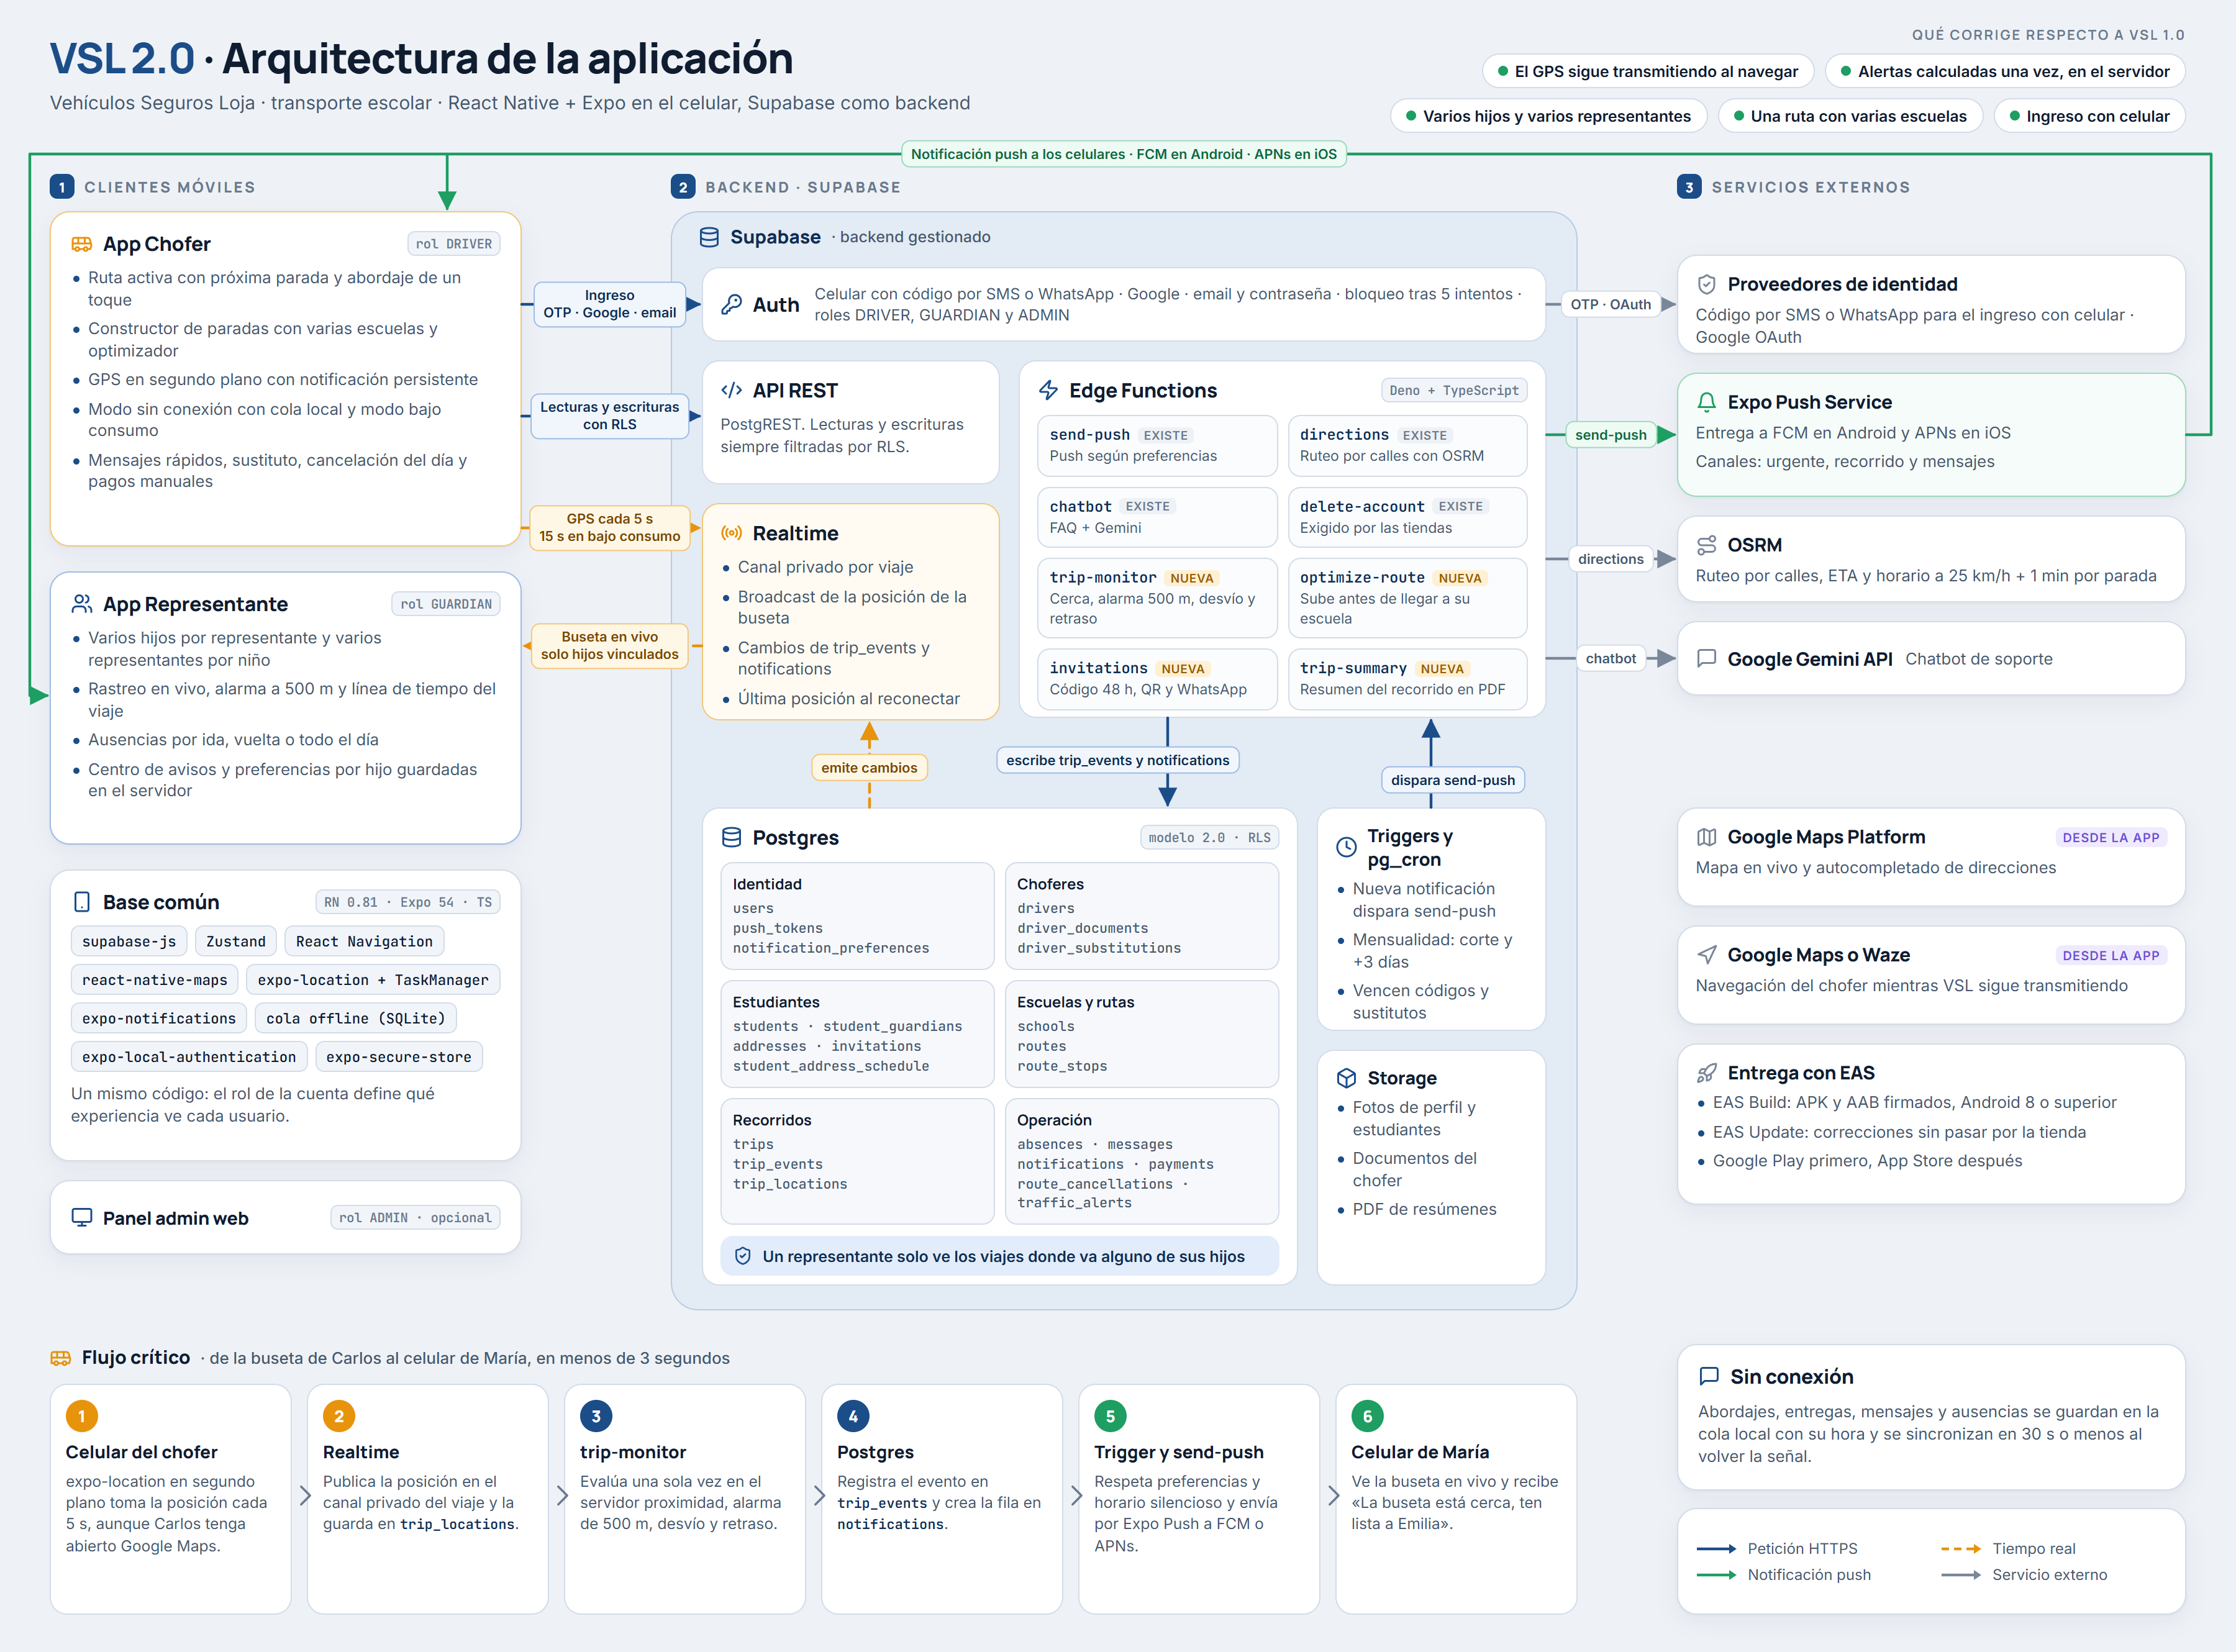 VSL 2.0 · Arquitectura de la aplicación
Vehículos Seguros Loja · transporte escolar · React Native + Expo en el celular, Supabase como backend
QUÉ CORRIGE RESPECTO A VSL 1.0
El GPS sigue transmitiendo al navegar
Alertas calculadas una vez, en el servidor
Varios hijos y varios representantes
Una ruta con varias escuelas
Ingreso con celular
Notificación push a los celulares · FCM en Android · APNs en iOS
1 CLIENTES MÓVILES
App Chofer
rol DRIVER
Ruta activa con próxima parada y abordaje de un
toque
Constructor de paradas con varias escuelas y
optimizador
GPS en segundo plano con notificación persistente
Modo sin conexión con cola local y modo bajo
consumo
Mensajes rápidos, sustituto, cancelación del día y
pagos manuales
App Representante
rol GUARDIAN
Varios hijos por representante y varios
representantes por niño
Rastreo en vivo, alarma a 500 m y línea de tiempo del
viaje
Ausencias por ida, vuelta o todo el día
Centro de avisos y preferencias por hijo guardadas
en el servidor
Base común
RN 0.81 · Expo 54 · TS
supabase-js
Zustand
React Navigation
react-native-maps
expo-location + TaskManager
expo-notifications
cola offline (SQLite)
expo-local-authentication
expo-secure-store
Un mismo código: el rol de la cuenta define qué
experiencia ve cada usuario.
Panel admin web
rol ADMIN · opcional
Ingreso
OTP · Google · email
Lecturas y escrituras
con RLS
GPS cada 5 s
15 s en bajo consumo
Buseta en vivo
solo hijos vinculados
2 BACKEND · SUPABASE
Supabase · backend gestionado
Auth
Celular con código por SMS o WhatsApp · Google · email y contraseña · bloqueo tras 5 intentos ·
roles DRIVER, GUARDIAN y ADMIN
API REST
PostgREST. Lecturas y escrituras
siempre filtradas por RLS.
Realtime
Canal privado por viaje
Broadcast de la posición de la
buseta
Cambios de trip_events y
notifications
Última posición al reconectar
Edge Functions
Deno + TypeScript
send-push EXISTE
Push según preferencias
directions EXISTE
Ruteo por calles con OSRM
chatbot EXISTE
FAQ + Gemini
delete-account EXISTE
Exigido por las tiendas
trip-monitor NUEVA
Cerca, alarma 500 m, desvío y
retraso
optimize-route NUEVA
Sube antes de llegar a su
escuela
invitations NUEVA
Código 48 h, QR y WhatsApp
trip-summary NUEVA
Resumen del recorrido en PDF
emite cambios
escribe trip_events y notifications
dispara send-push
Postgres
modelo 2.0 · RLS
Identidad
users
push_tokens
notification_preferences
Choferes
drivers
driver_documents
driver_substitutions
Estudiantes
students · student_guardians
addresses · invitations
student_address_schedule
Escuelas y rutas
schools
routes
route_stops
Recorridos
trips
trip_events
trip_locations
Operación
absences · messages
notifications · payments
route_cancellations ·
traffic_alerts
Un representante solo ve los viajes donde va alguno de sus hijos
Triggers y
pg_cron
Nueva notificación
dispara send-push
Mensualidad: corte y
+3 días
Vencen códigos y
sustitutos
Storage
Fotos de perfil y
estudiantes
Documentos del
chofer
PDF de resúmenes
OTP · OAuth
send-push
directions
chatbot
3 SERVICIOS EXTERNOS
Proveedores de identidad
Código por SMS o WhatsApp para el ingreso con celular ·
Google OAuth
Expo Push Service
Entrega a FCM en Android y APNs en iOS
Canales: urgente, recorrido y mensajes
OSRM
Ruteo por calles, ETA y horario a 25 km/h + 1 min por parada
Google Gemini API Chatbot de soporte
Google Maps Platform
DESDE LA APP
Mapa en vivo y autocompletado de direcciones
Google Maps o Waze
DESDE LA APP
Navegación del chofer mientras VSL sigue transmitiendo
Entrega con EAS
EAS Build: APK y AAB firmados, Android 8 o superior
EAS Update: correcciones sin pasar por la tienda
Google Play primero, App Store después
Flujo crítico · de la buseta de Carlos al celular de María, en menos de 3 segundos
1
Celular del chofer
expo-location en segundo
plano toma la posición cada
5 s, aunque Carlos tenga
abierto Google Maps.
2
Realtime
Publica la posición en el
canal privado del viaje y la
guarda en trip_locations.
3
trip-monitor
Evalúa una sola vez en el
servidor proximidad, alarma
de 500 m, desvío y retraso.
4
Postgres
Registra el evento en
trip_events y crea la fila en
notifications.
5
Trigger y send-push
Respeta preferencias y
horario silencioso y envía
por Expo Push a FCM o
APNs.
6
Celular de María
Ve la buseta en vivo y recibe
«La buseta está cerca, ten
lista a Emilia».
Sin conexión
Abordajes, entregas, mensajes y ausencias se guardan en la
cola local con su hora y se sincronizan en 30 s o menos al
volver la señal.
Petición HTTPS
Tiempo real
Notificación push
Servicio externo